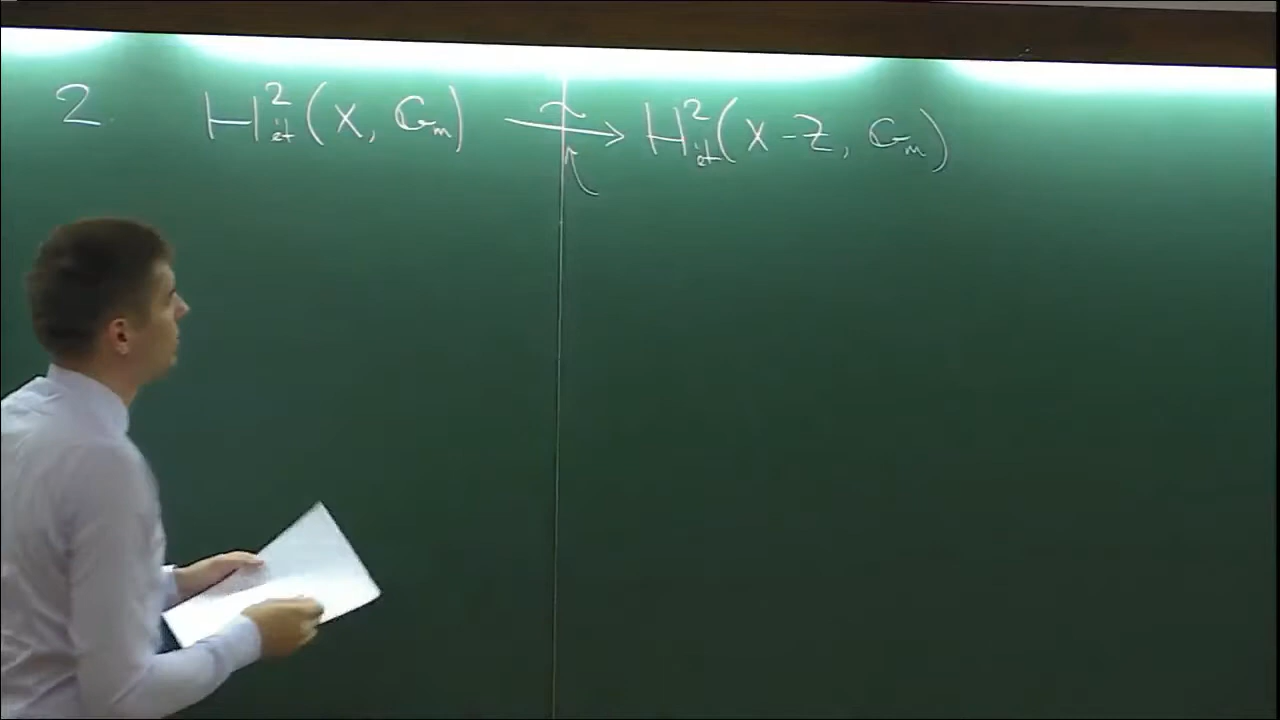 2. H²ét(X, Gm) →~ H²ét(X - Z, Gm)